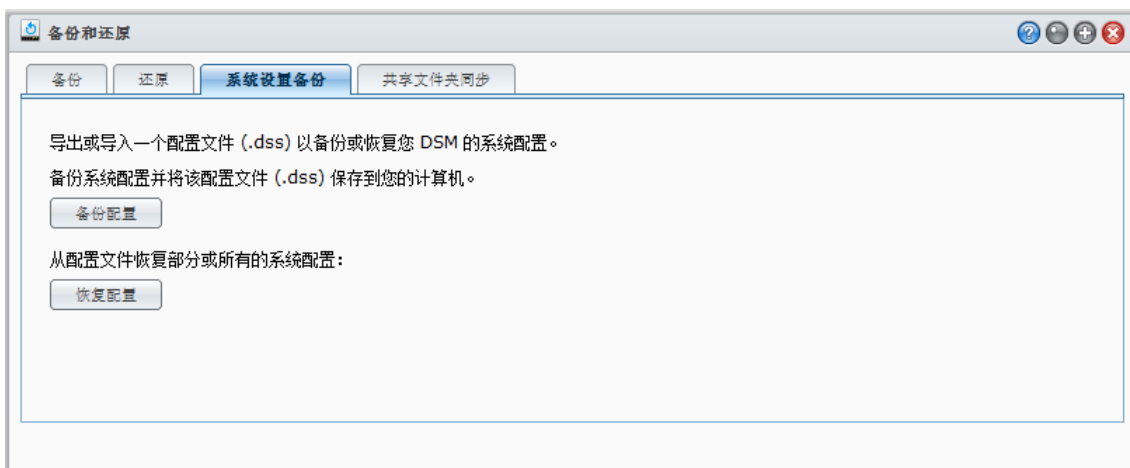 备份和还原
备份 还原 系统设置备份 共享文件夹同步
导出或导入一个配置文件 (.dss) 以备份或恢复您 DSM 的系统配置。
备份系统配置并将该配置文件 (.dss) 保存到您的计算机。
备份配置
从配置文件恢复部分或所有的系统配置：
恢复配置